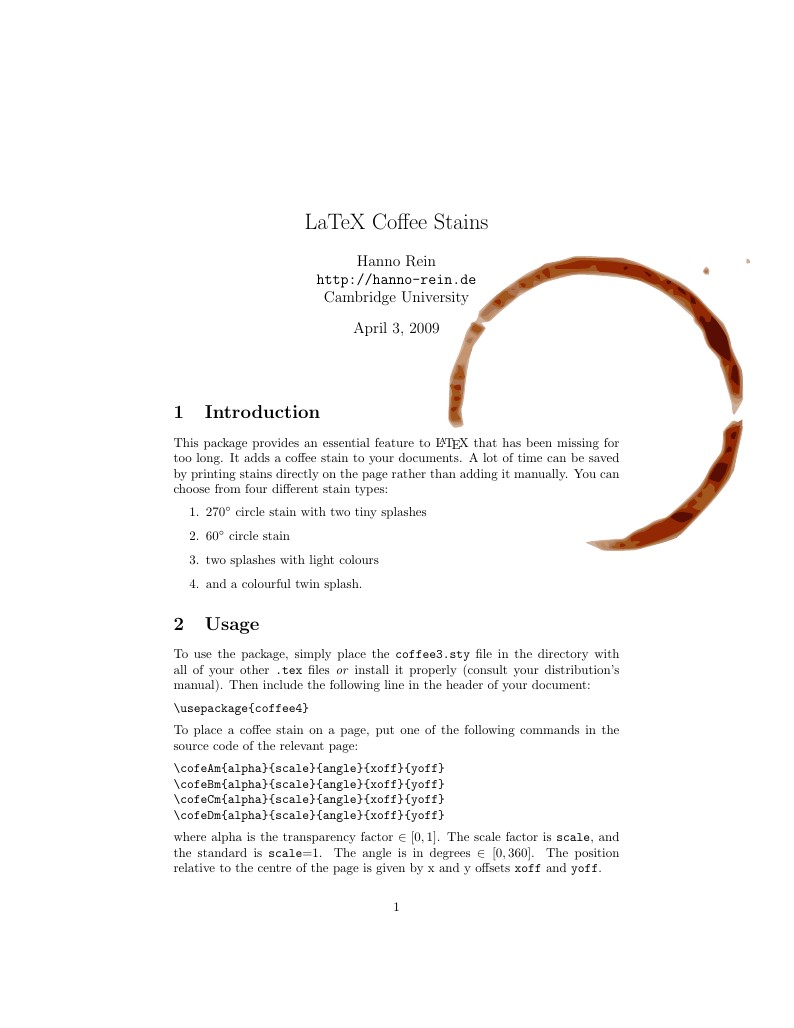 LaTeX Coffee Stains
Hanno Rein
http://hanno-rein.de
Cambridge University
April 3, 2009
1 Introduction
This package provides an essential feature to LATEX that has been missing for
too long. It adds a coffee stain to your documents. A lot of time can be saved
by printing stains directly on the page rather than adding it manually. You can
choose from four different stain types:
1. 270° circle stain with two tiny splashes
2. 60° circle stain
3. two splashes with light colours
4. and a colourful twin splash.
2 Usage
To use the package, simply place the coffee3.sty file in the directory with
all of your other .tex files or install it properly (consult your distribution's
manual). Then include the following line in the header of your document:
\usepackage{coffee4}
To place a coffee stain on a page, put one of the following commands in the
source code of the relevant page:
\cofeAm{alpha}{scale}{angle}{xoff}{yoff}
\cofeBm{alpha}{scale}{angle}{xoff}{yoff}
\cofeCm{alpha}{scale}{angle}{xoff}{yoff}
\cofeDm{alpha}{scale}{angle}{xoff}{yoff}
where alpha is the transparency factor ∈ [0, 1]. The scale factor is scale, and
the standard is scale=1. The angle is in degrees ∈ [0, 360]. The position
relative to the centre of the page is given by x and y offsets xoff and yoff.
1